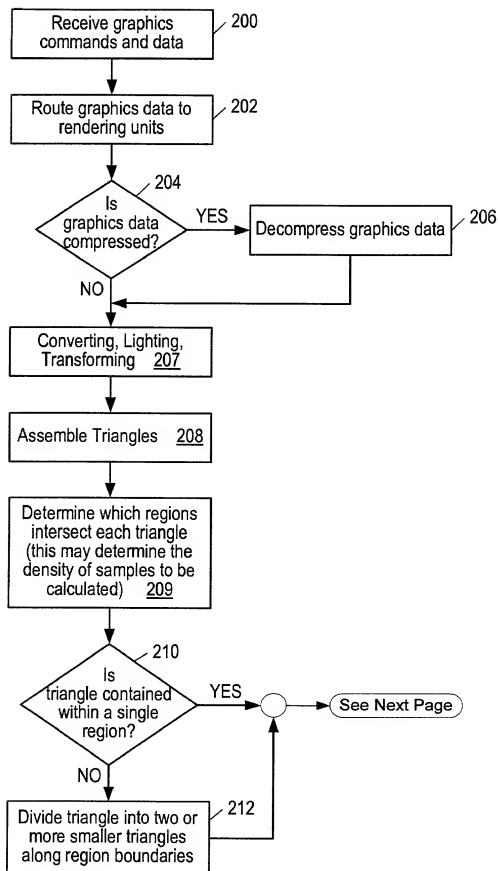 Receive graphics
commands and data
200
Route graphics data to
rendering units
202
204
Is
graphics data
compressed?
YES
Decompress graphics data
206
NO
Converting, Lighting,
Transforming 207
Assemble Triangles 208
Determine which regions
intersect each triangle
(this may determine the
density of samples to be
calculated) 209
210
Is
triangle contained
within a single
region?
YES
See Next Page
NO
Divide triangle into two or
more smaller triangles
along region boundaries
212